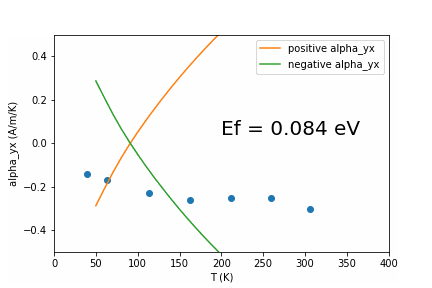 positive alpha_yx
negative alpha_yx
Ef = 0.084 eV
alpha_yx (A/m/K)
0.4
0.2
0.0
−0.2
−0.4
0 50 100 150 200 250 300 350 400
T (K)